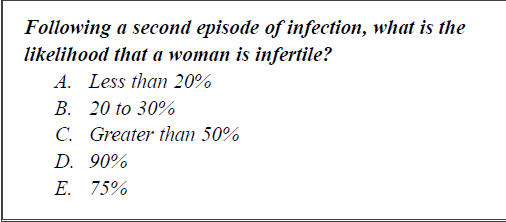 Following a second episode of infection, what is the
likelihood that a woman is infertile?
A. Less than 20%
B. 20 to 30%
C. Greater than 50%
D. 90%
E. 75%